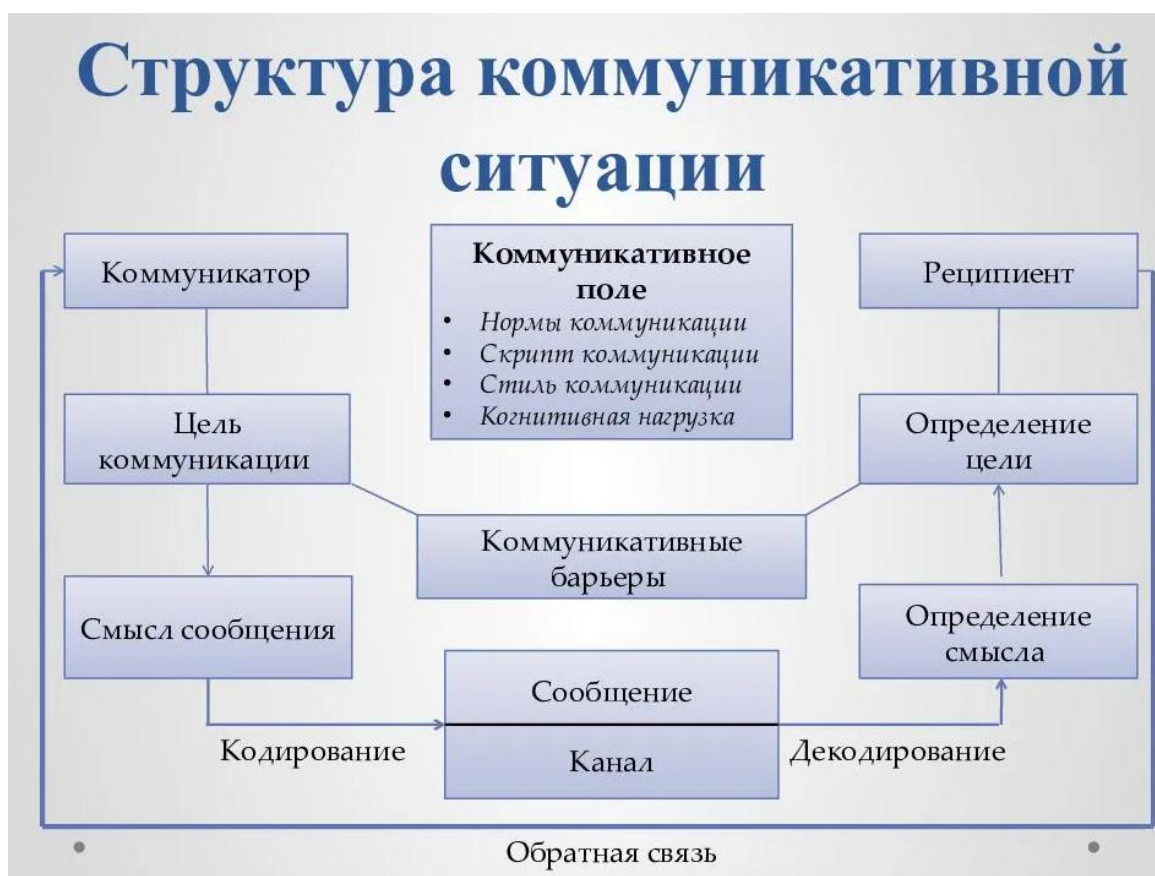 Структура коммуникативной
ситуации
Коммуникатор
Коммуникативное
поле
• Нормы коммуникации
• Скрипт коммуникации
• Стиль коммуникации
• Когнитивная нагрузка
Реципиент
Цель
коммуникации
Определение
цели
Коммуникативные
барьеры
Смысл сообщения
Определение
смысла
Сообщение
Канал
Кодирование
Декодирование
Обратная связь